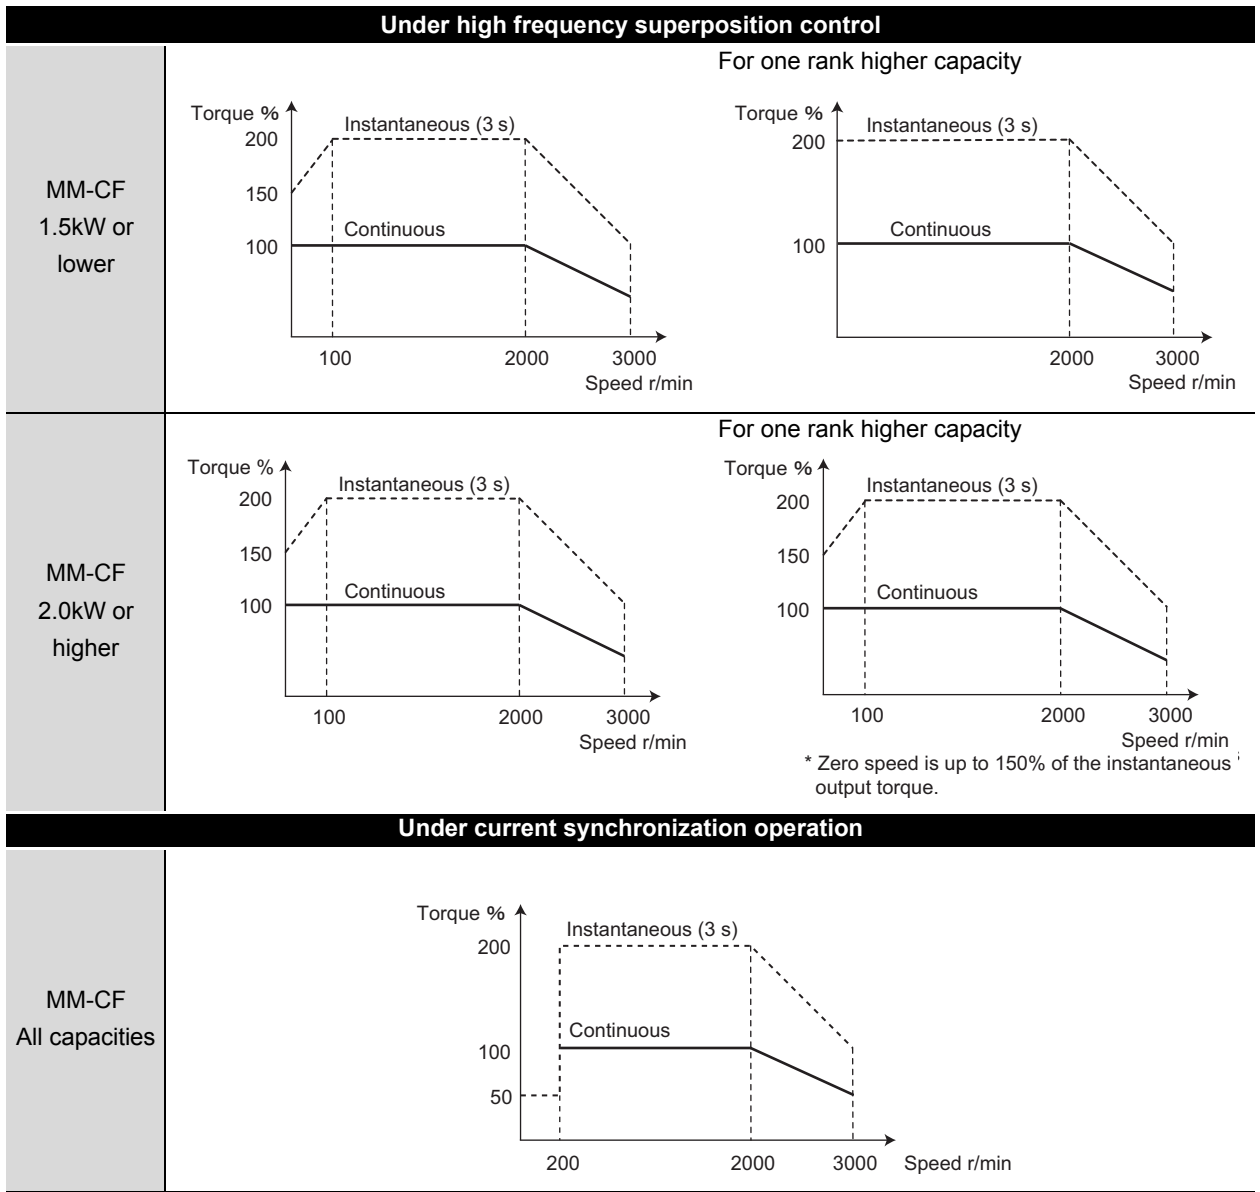 Under high frequency superposition control
MM-CF
1.5kW or
lower
Torque %
200
150
100
Instantaneous (3 s)
Continuous
100
2000
3000
Speed r/min
For one rank higher capacity
Torque %
200
100
Instantaneous (3 s)
Continuous
2000
3000
Speed r/min
MM-CF
2.0kW or
higher
Torque %
200
150
100
Instantaneous (3 s)
Continuous
100
2000
3000
Speed r/min
For one rank higher capacity
Torque %
200
150
100
Instantaneous (3 s)
Continuous
100
2000
3000
Speed r/min
* Zero speed is up to 150% of the instantaneous
output torque.
Under current synchronization operation
MM-CF
All capacities
Torque %
200
100
50
Instantaneous (3 s)
Continuous
200
2000
3000
Speed r/min